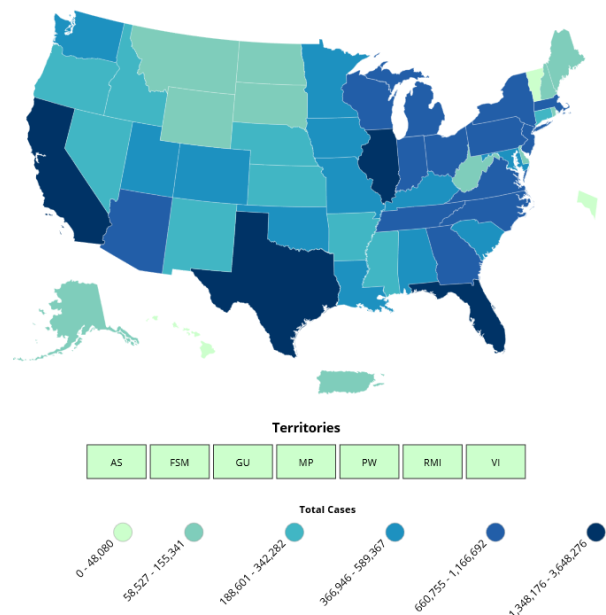 Territories
AS FSM GU MP PW RMI VI
Total Cases
0 - 48,080
58,527 - 155,341
188,601 - 342,282
366,946 - 589,367
660,755 - 1,166,692
1,348,176 - 3,648,276